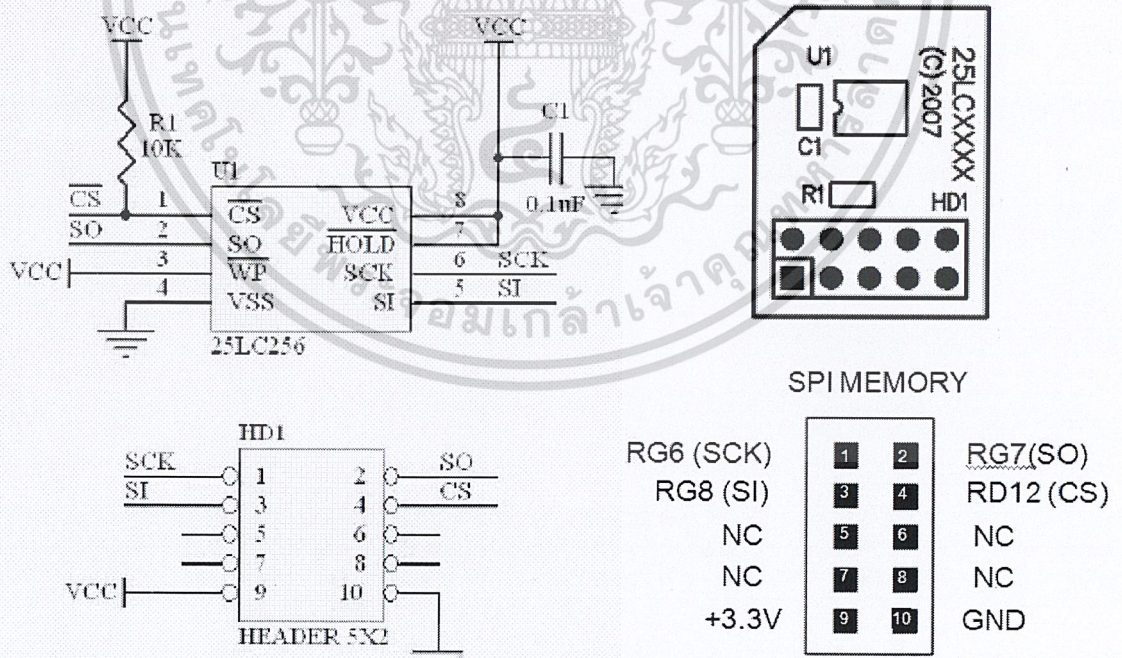 VCC
VCC
R1
10K
C1
0.1uF
U1
CS 1 CS VCC 8
SO 2 SO HOLD 7
VCC 3 WP SCK 6 SCK
4 VSS SI 5 SI
25LC256
U1
C1
R1
HD1
25LCXXXX
(C) 2007
HD1
SCK 1 2 SO
SI 3 4 CS
5 6
7 8
VCC 9 10
HEADER 5X2
SPI MEMORY
RG6 (SCK) 1 2 RG7(SO)
RG8 (SI) 3 4 RD12 (CS)
NC 5 6 NC
NC 7 8 NC
+3.3V 9 10 GND